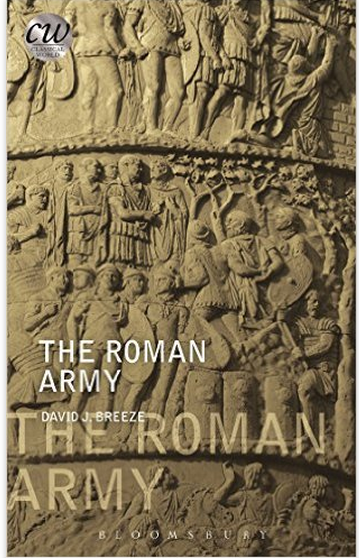 cw
CLASSICAL
WORLD
THE ROMAN
ARMY
DAVID J. BREEZE
THE ROMAN
ARMY
BLOOMSBURY